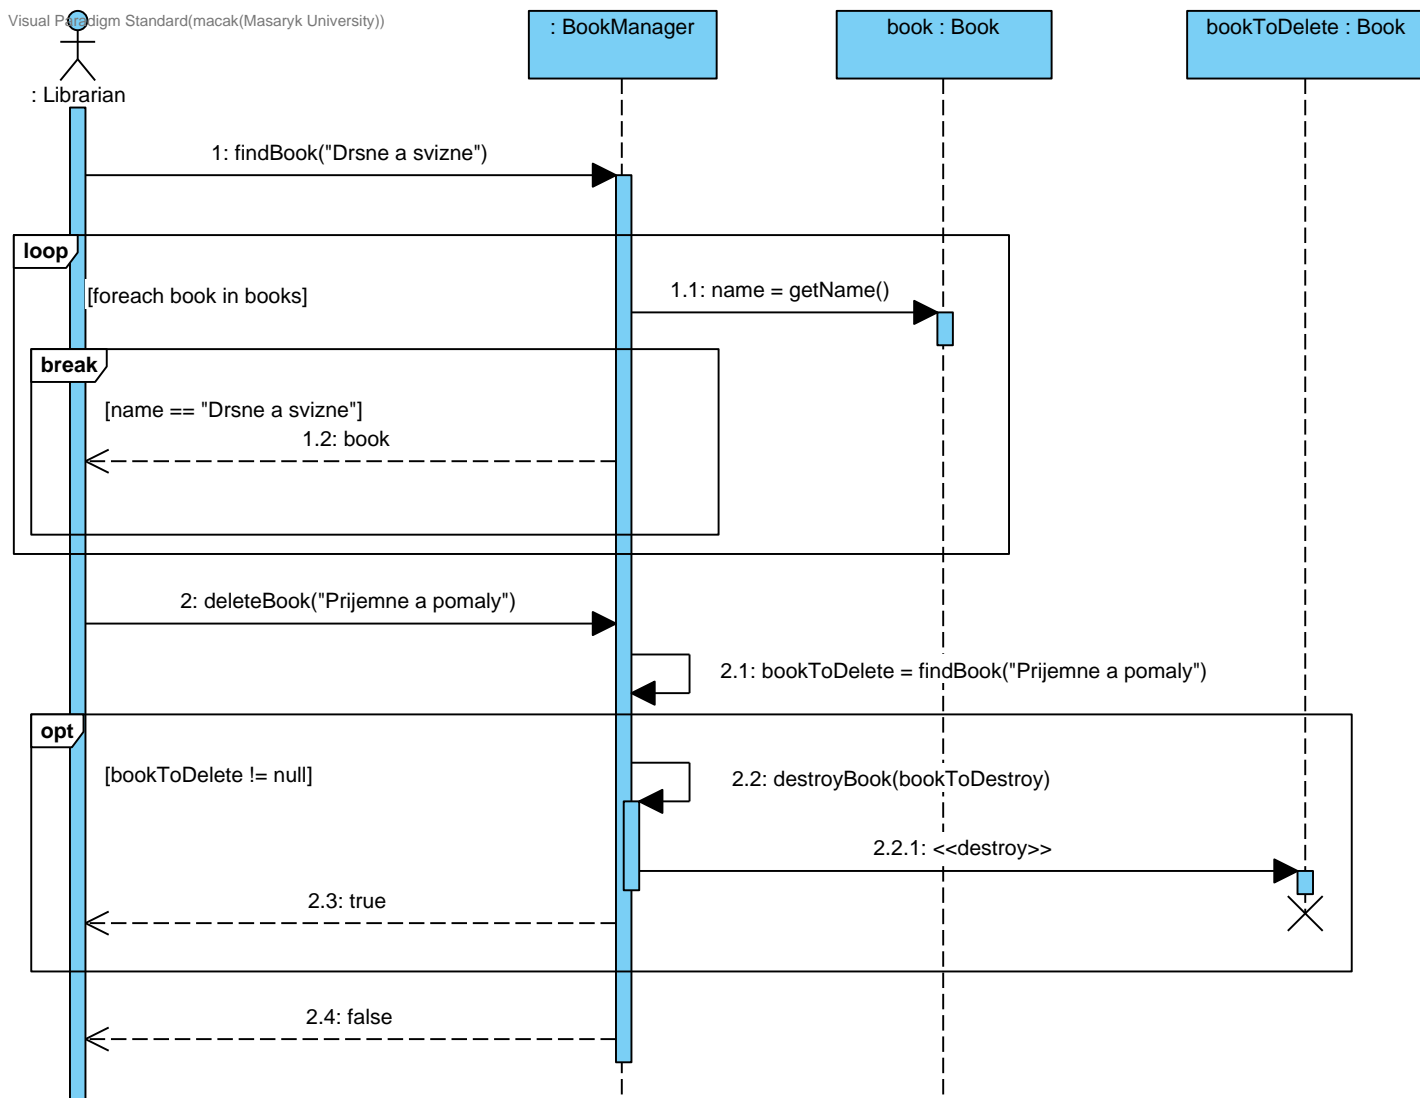 Visual Paradigm Standard(macak(Masaryk University))
: Librarian
: BookManager
book : Book
bookToDelete : Book
1: findBook("Drsne a svizne")
loop
[foreach book in books]
1.1: name = getName()
break
[name == "Drsne a svizne"]
1.2: book
2: deleteBook("Prijemne a pomaly")
2.1: bookToDelete = findBook("Prijemne a pomaly")
opt
[bookToDelete != null]
2.2: destroyBook(bookToDestroy)
2.2.1: <<destroy>>
2.3: true
2.4: false